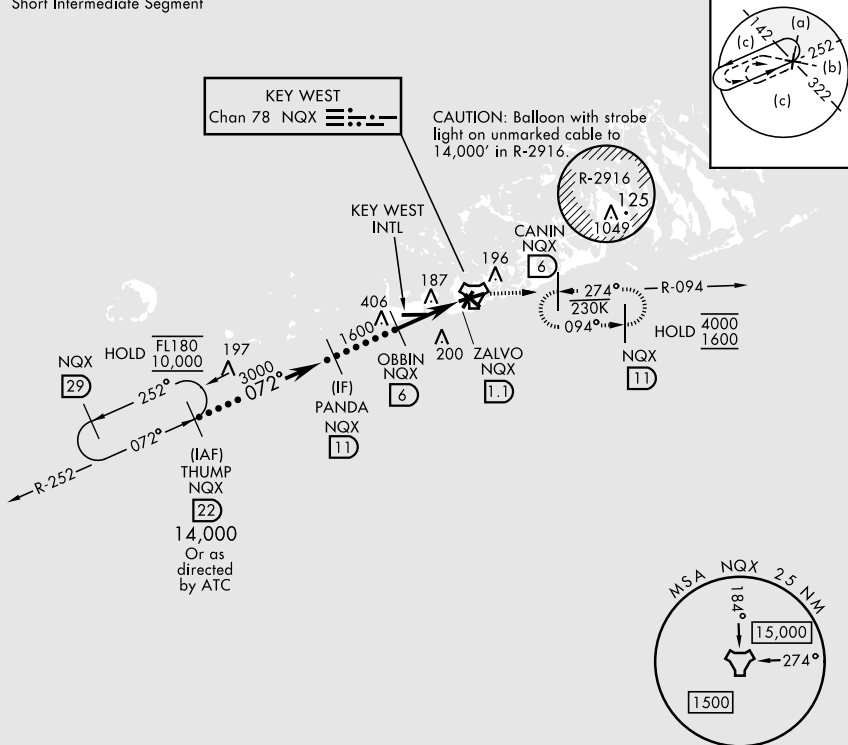 Short Intermediate Segment
142
(a)
(c)
252
(b)
322
(c)
KEY WEST
Chan 78 NQX
CAUTION: Balloon with strobe
light on unmarked cable to
14,000' in R-2916.
R-2916
125
1049
KEY WEST
INTL
CANIN
NQX
6
196
187
406
274°
R-094
230K
094°
HOLD 4000
1600
NQX
11
1600
OBBIN
NQX
6
200
ZALVO
NQX
1.1
HOLD FL180
10,000
197
NQX
29
3000
072°
252°
072°
R-252
(IF)
PANDA
NQX
11
(IAF)
THUMP
NQX
22
14,000
Or as
directed
by ATC
MSA NQX 25 NM
184°
15,000
274°
1500